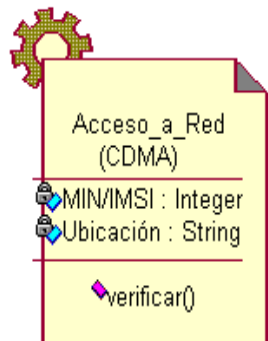 Acceso_a_Red
(CDMA)
MIN/IMSI : Integer
Ubicación : String
verificar()